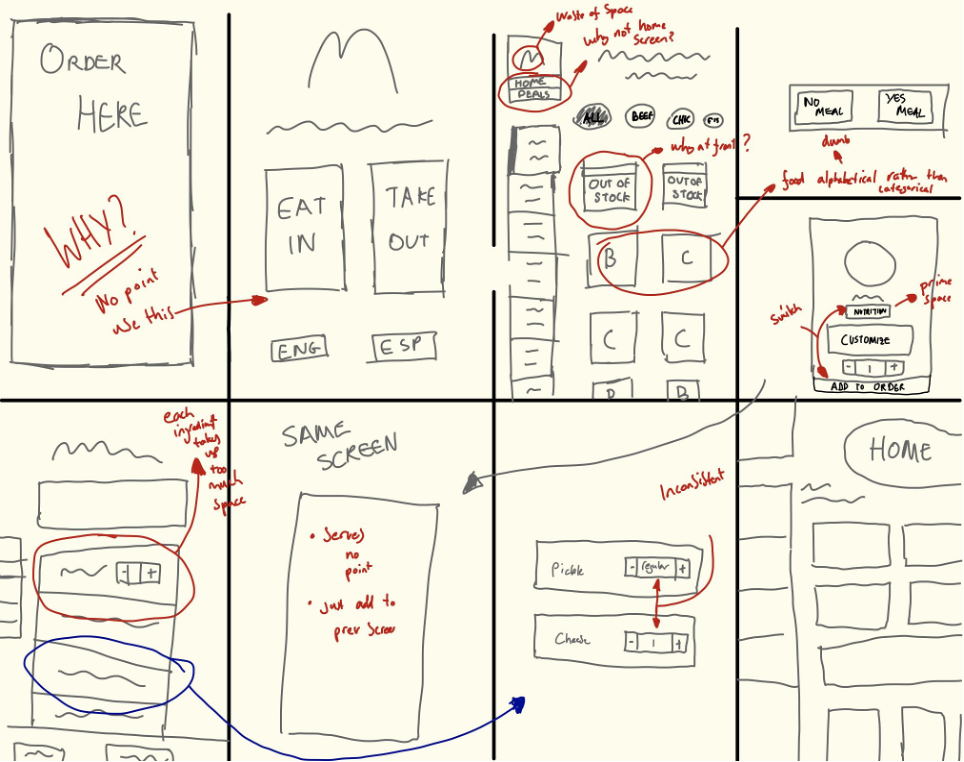 ORDER
HERE
WHY?
No point
Use this
EAT
IN
TAKE
OUT
ENG
ESP
Waste of Space
Why not home
screen?
HOME
DEALS
ALL
BEEF
CHK
why at front?
OUT OF
STOCK
OUT OF
STOCK
B
C
C
C
D
B
NO
MEAL
YES
MEAL
dumb
food alphabetical rather than
categorical
Switch
NUTRITION
prime
space
CUSTOMIZE
- 1 +
ADD TO ORDER
each
ingredient
takes
up
too
much
space
- +
SAME
SCREEN
• Serves
no
point
• Just add to
prev screen
Inconsistent
Pickle
- regular +
Cheese
- 1 +
HOME